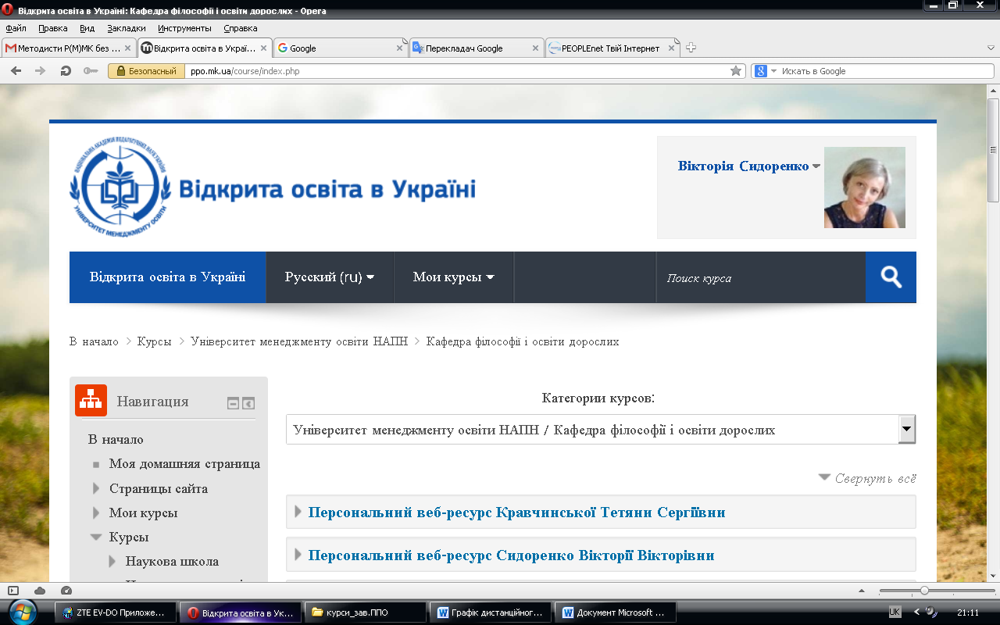 Відкрита освіта в Україні: Кафедра філософії і освіти дорослих - Opera
Файл Правка Вид Закладки Инструменты Справка
Методисти Р(М)МК без ...
Відкрита освіта в Украї...
Google
Перекладач Google
PEOPLEnet Твій Інтернет
Безопасный
ppo.mk.ua/course/index.php
Искать в Google
НАЦІОНАЛЬНА АКАДЕМІЯ ПЕДАГОГІЧНИХ НАУК УКРАЇНИ
УНІВЕРСИТЕТ МЕНЕДЖМЕНТУ ОСВІТИ
Відкрита освіта в Україні
Вікторія Сидоренко
Відкрита освіта в Україні
Русский (ru)
Мои курсы
Поиск курса
В начало > Курсы > Університет менеджменту освіти НАПН > Кафедра філософії і освіти дорослих
Навигация
В начало
Моя домашняя страница
Страницы сайта
Мои курсы
Курсы
Наукова школа
Категории курсов:
Університет менеджменту освіти НАПН / Кафедра філософії і освіти дорослих
Свернуть всё
Персональний веб-ресурс Кравчинської Тетяни Сергіївни
Персональний веб-ресурс Сидоренко Вікторії Вікторівни
ZTE EV-DO Приложе...
Відкрита освіта в Ук...
курси_зав.ППО
Графік дистанційног...
Документ Microsoft ...
UK
21:11